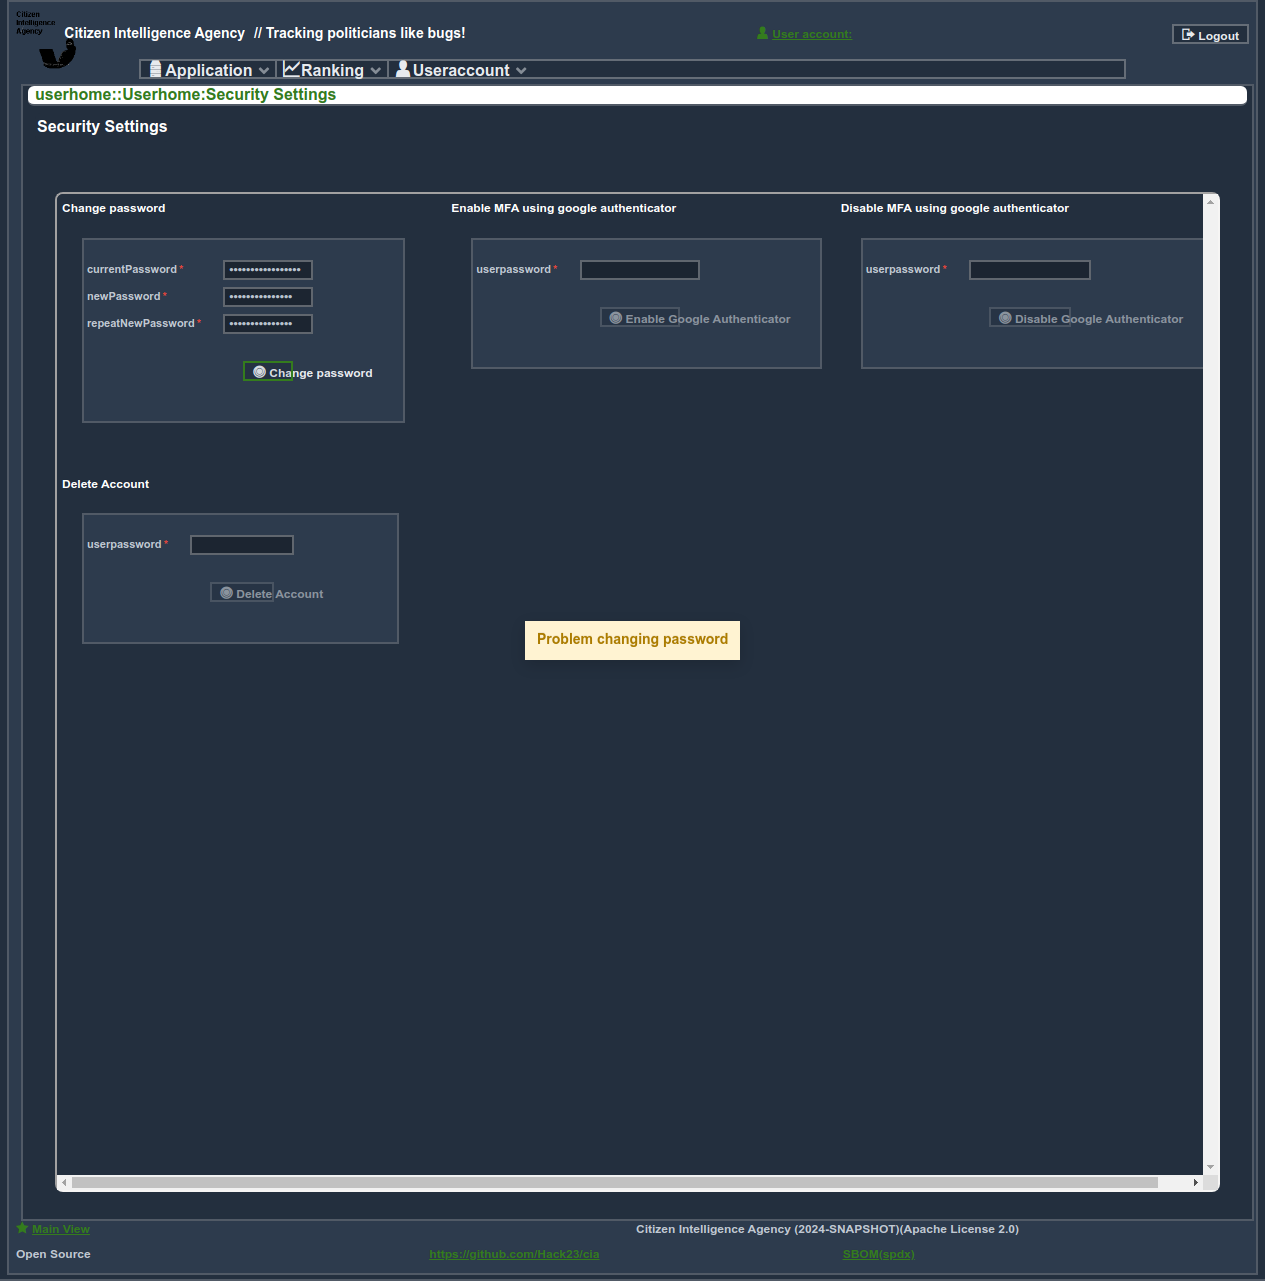 Citizen
Intelligence
Agency
Citizen Intelligence Agency // Tracking politicians like bugs!
User account:
Logout
Application
Ranking
Useraccount
userhome::Userhome:Security Settings
Security Settings
Change password
Enable MFA using google authenticator
Disable MFA using google authenticator
currentPassword*
•••••••••••••••••
newPassword*
•••••••••••••••
repeatNewPassword*
•••••••••••••••
Change password
userpassword*
Enable Google Authenticator
userpassword*
Disable Google Authenticator
Delete Account
userpassword*
Delete Account
Problem changing password
Main View
Citizen Intelligence Agency (2024-SNAPSHOT)(Apache License 2.0)
Open Source
https://github.com/Hack23/cia
SBOM(spdx)